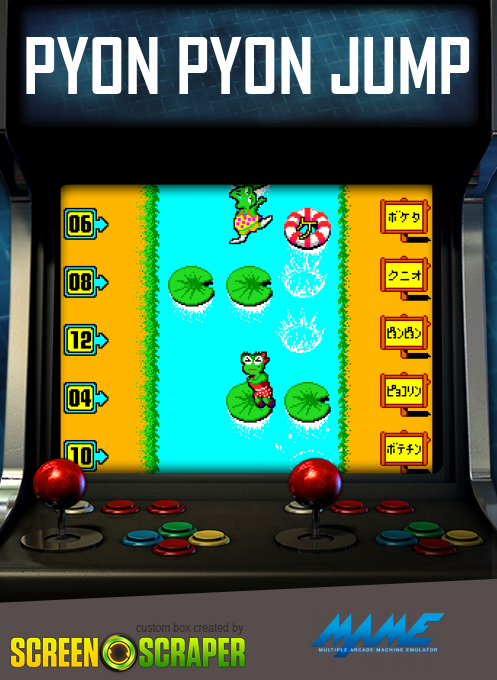 PYON PYON JUMP
06
ボケタ
ケ
08
クニオ
12
ピョンピョン
04
ピョコリン
10
ポテチン
custom box created by
SCREEN SCRAPER
MAME
MULTIPLE ARCADE MACHINE EMULATOR